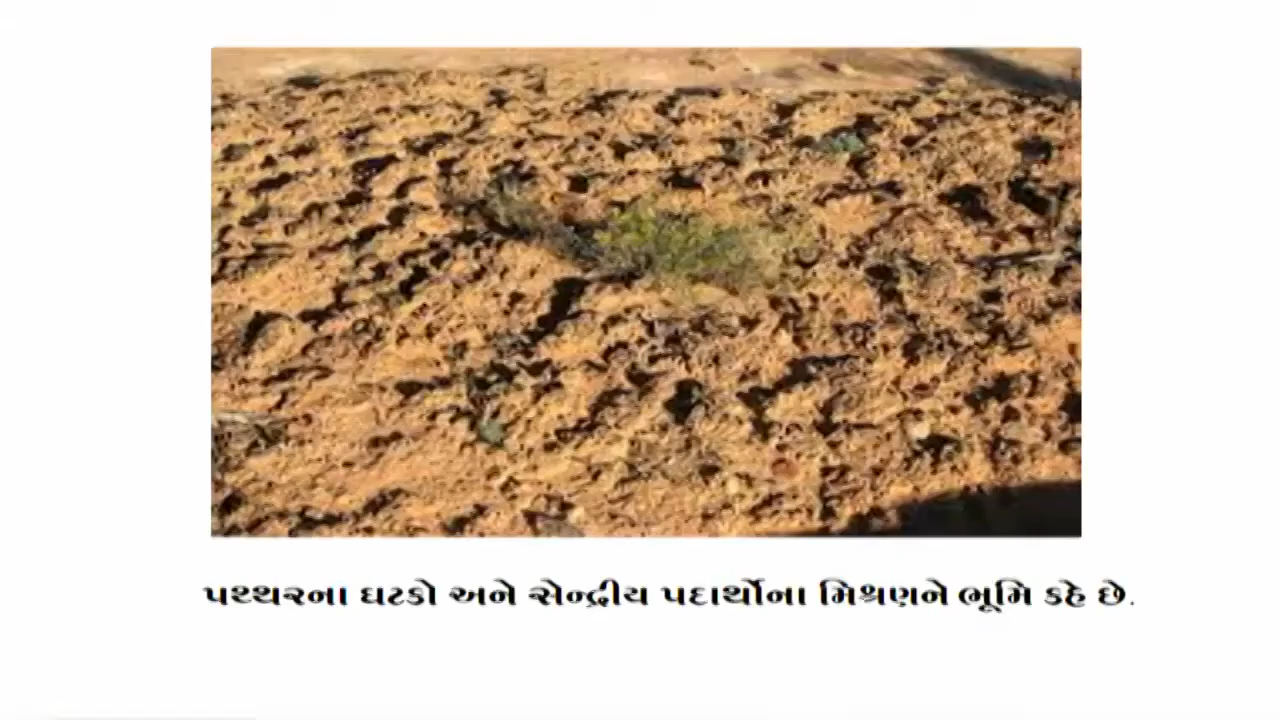 પથ્થરના ઘટકો અને સેન્દ્રીય પદાર્થોના મિશ્રણને ભૂમિ કહે છે.